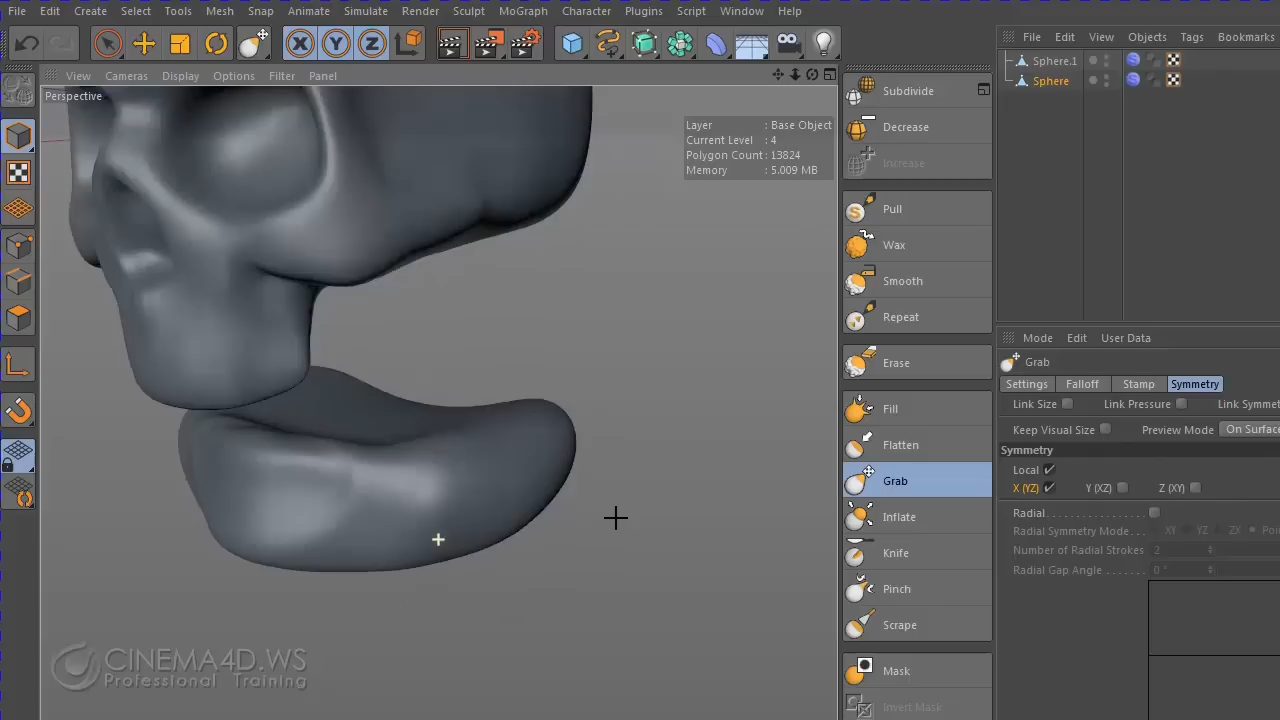 File Edit Create Select Tools Mesh Snap Animate Simulate Render Sculpt MoGraph Character Plugins Script Window Help
File Edit View Objects Tags Bookmarks
View Cameras Display Options Filter Panel
Perspective
Layer : Base Object
Current Level : 4
Polygon Count : 13824
Memory : 5.009 MB
Subdivide
Decrease
Increase
Pull
Wax
Smooth
Repeat
Erase
Fill
Flatten
Grab
Inflate
Knife
Pinch
Scrape
Mask
Invert Mask
Sphere.1
Sphere
Mode Edit User Data
Grab
Settings Falloff Stamp Symmetry
Link Size Link Pressure Link Symmet
Keep Visual Size Preview Mode On Surface
Symmetry
Local
X (YZ) Y (XZ) Z (XY)
Radial
Radial Symmetry Mode XY YZ ZX Poi
Number of Radial Strokes 2
Radial Gap Angle 0 °
CINEMA4D.WS
Professional Training